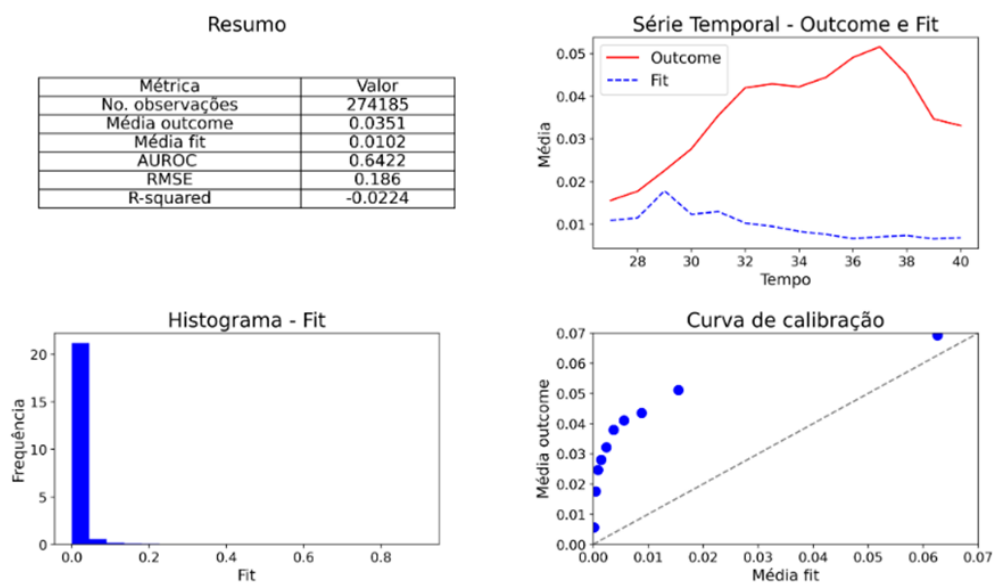 Resumo
Métrica Valor
No. observações 274185
Média outcome 0.0351
Média fit 0.0102
AUROC 0.6422
RMSE 0.186
R-squared -0.0224
Série Temporal - Outcome e Fit
Outcome
Fit
Média
0.05
0.04
0.03
0.02
0.01
28 30 32 34 36 38 40
Tempo
Histograma - Fit
Frequência
20
15
10
5
0
0.0 0.2 0.4 0.6 0.8
Fit
Curva de calibração
Média outcome
0.07
0.06
0.05
0.04
0.03
0.02
0.01
0.00
0.00 0.01 0.02 0.03 0.04 0.05 0.06 0.07
Média fit